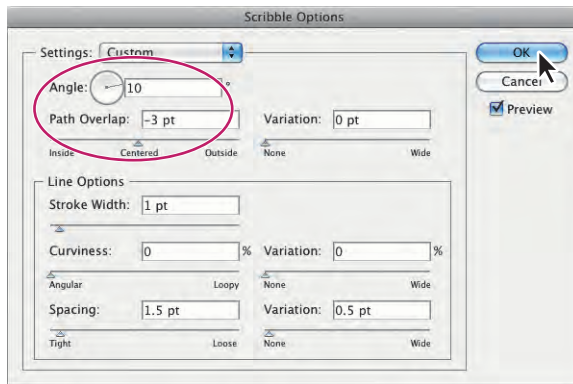 Scribble Options
Settings: Custom
OK
Angle: 10 °
Cancel
Path Overlap: -3 pt Variation: 0 pt
Preview
Inside Centered Outside None Wide
Line Options
Stroke Width: 1 pt
Curviness: 0 % Variation: 0 %
Angular Loopy None Wide
Spacing: 1.5 pt Variation: 0.5 pt
Tight Loose None Wide